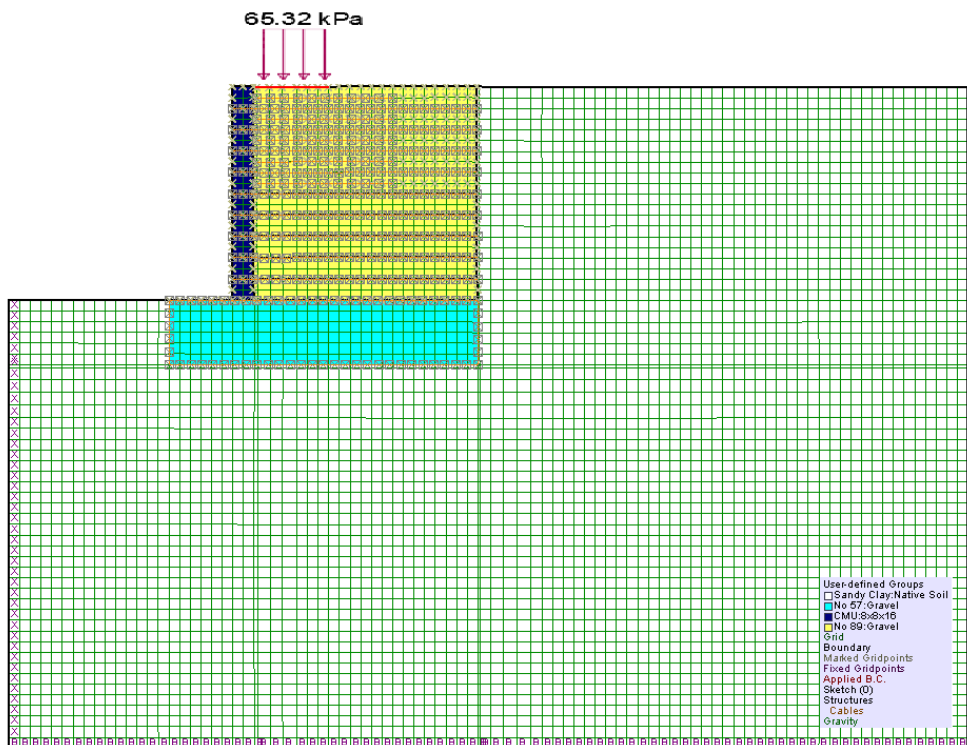 65.32 kPa
User-defined Groups
Sandy Clay:Native Soil
No 57:Gravel
CMU:8x8x16
No 89:Gravel
Grid
Boundary
Marked Gridpoints
Fixed Gridpoints
Applied B.C.
Sketch (0)
Structures
Cables
Gravity